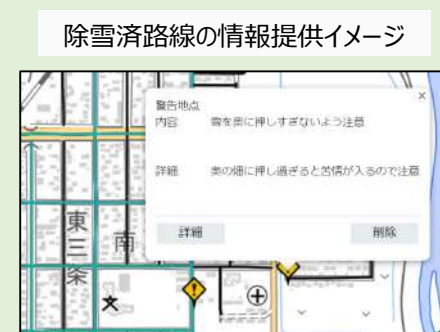 除雪済路線の情報提供イメージ
×
警告地点
内容 雪を奥に押しすぎないよう注意
詳細 奥の畑に押し過ぎると苦情が入るので注意
詳細 削除
東三条
南
文